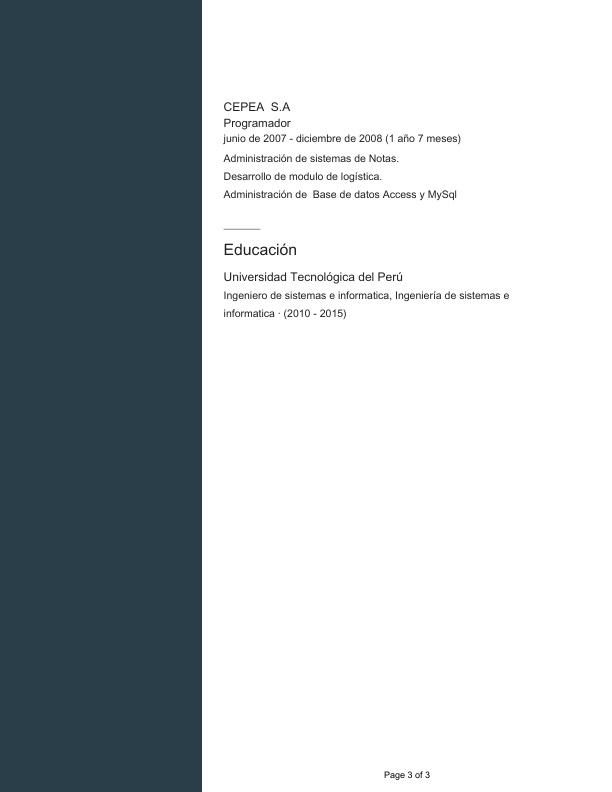 CEPEA  S.A
Programador
junio de 2007 - diciembre de 2008 (1 año 7 meses)
Administración de sistemas de Notas.
Desarrollo de modulo de logística.
Administración de  Base de datos Access y MySql
Educación
Universidad Tecnológica del Perú
Ingeniero de sistemas e informatica, Ingeniería de sistemas e
informatica · (2010 - 2015)
Page 3 of 3